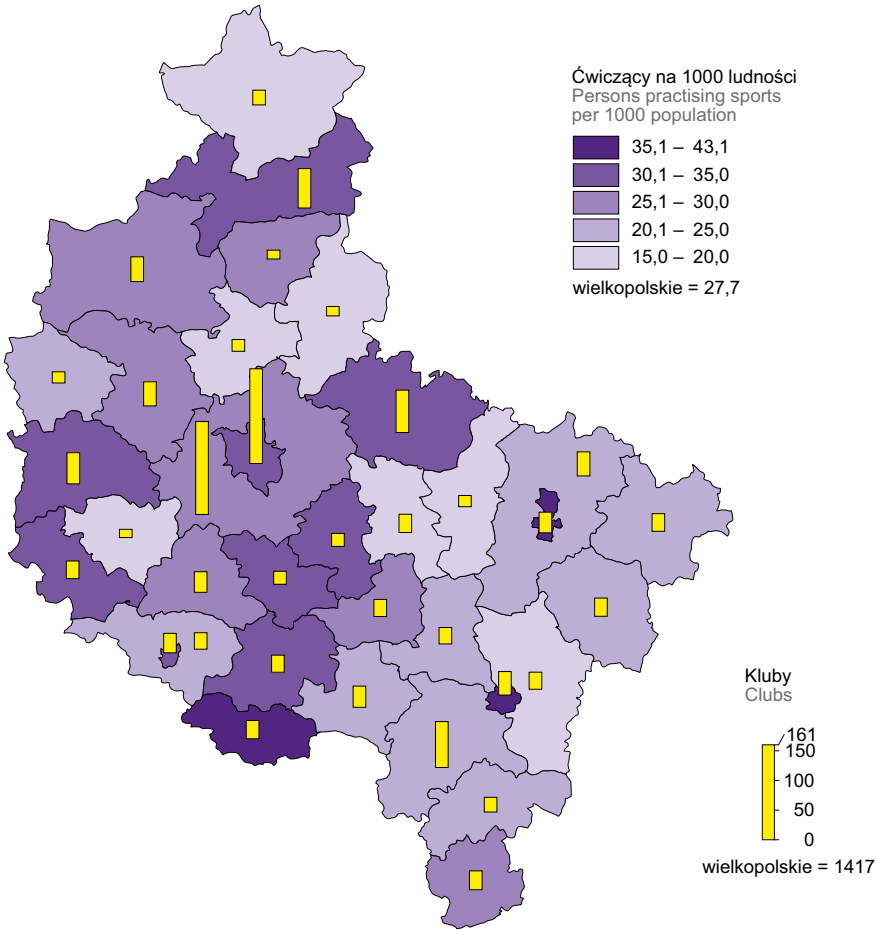 Ćwiczący na 1000 ludności
Persons practising sports
per 1000 population
35,1 – 43,1
30,1 – 35,0
25,1 – 30,0
20,1 – 25,0
15,0 – 20,0
wielkopolskie = 27,7
Kluby
Clubs
161
150
100
50
0
wielkopolskie = 1417